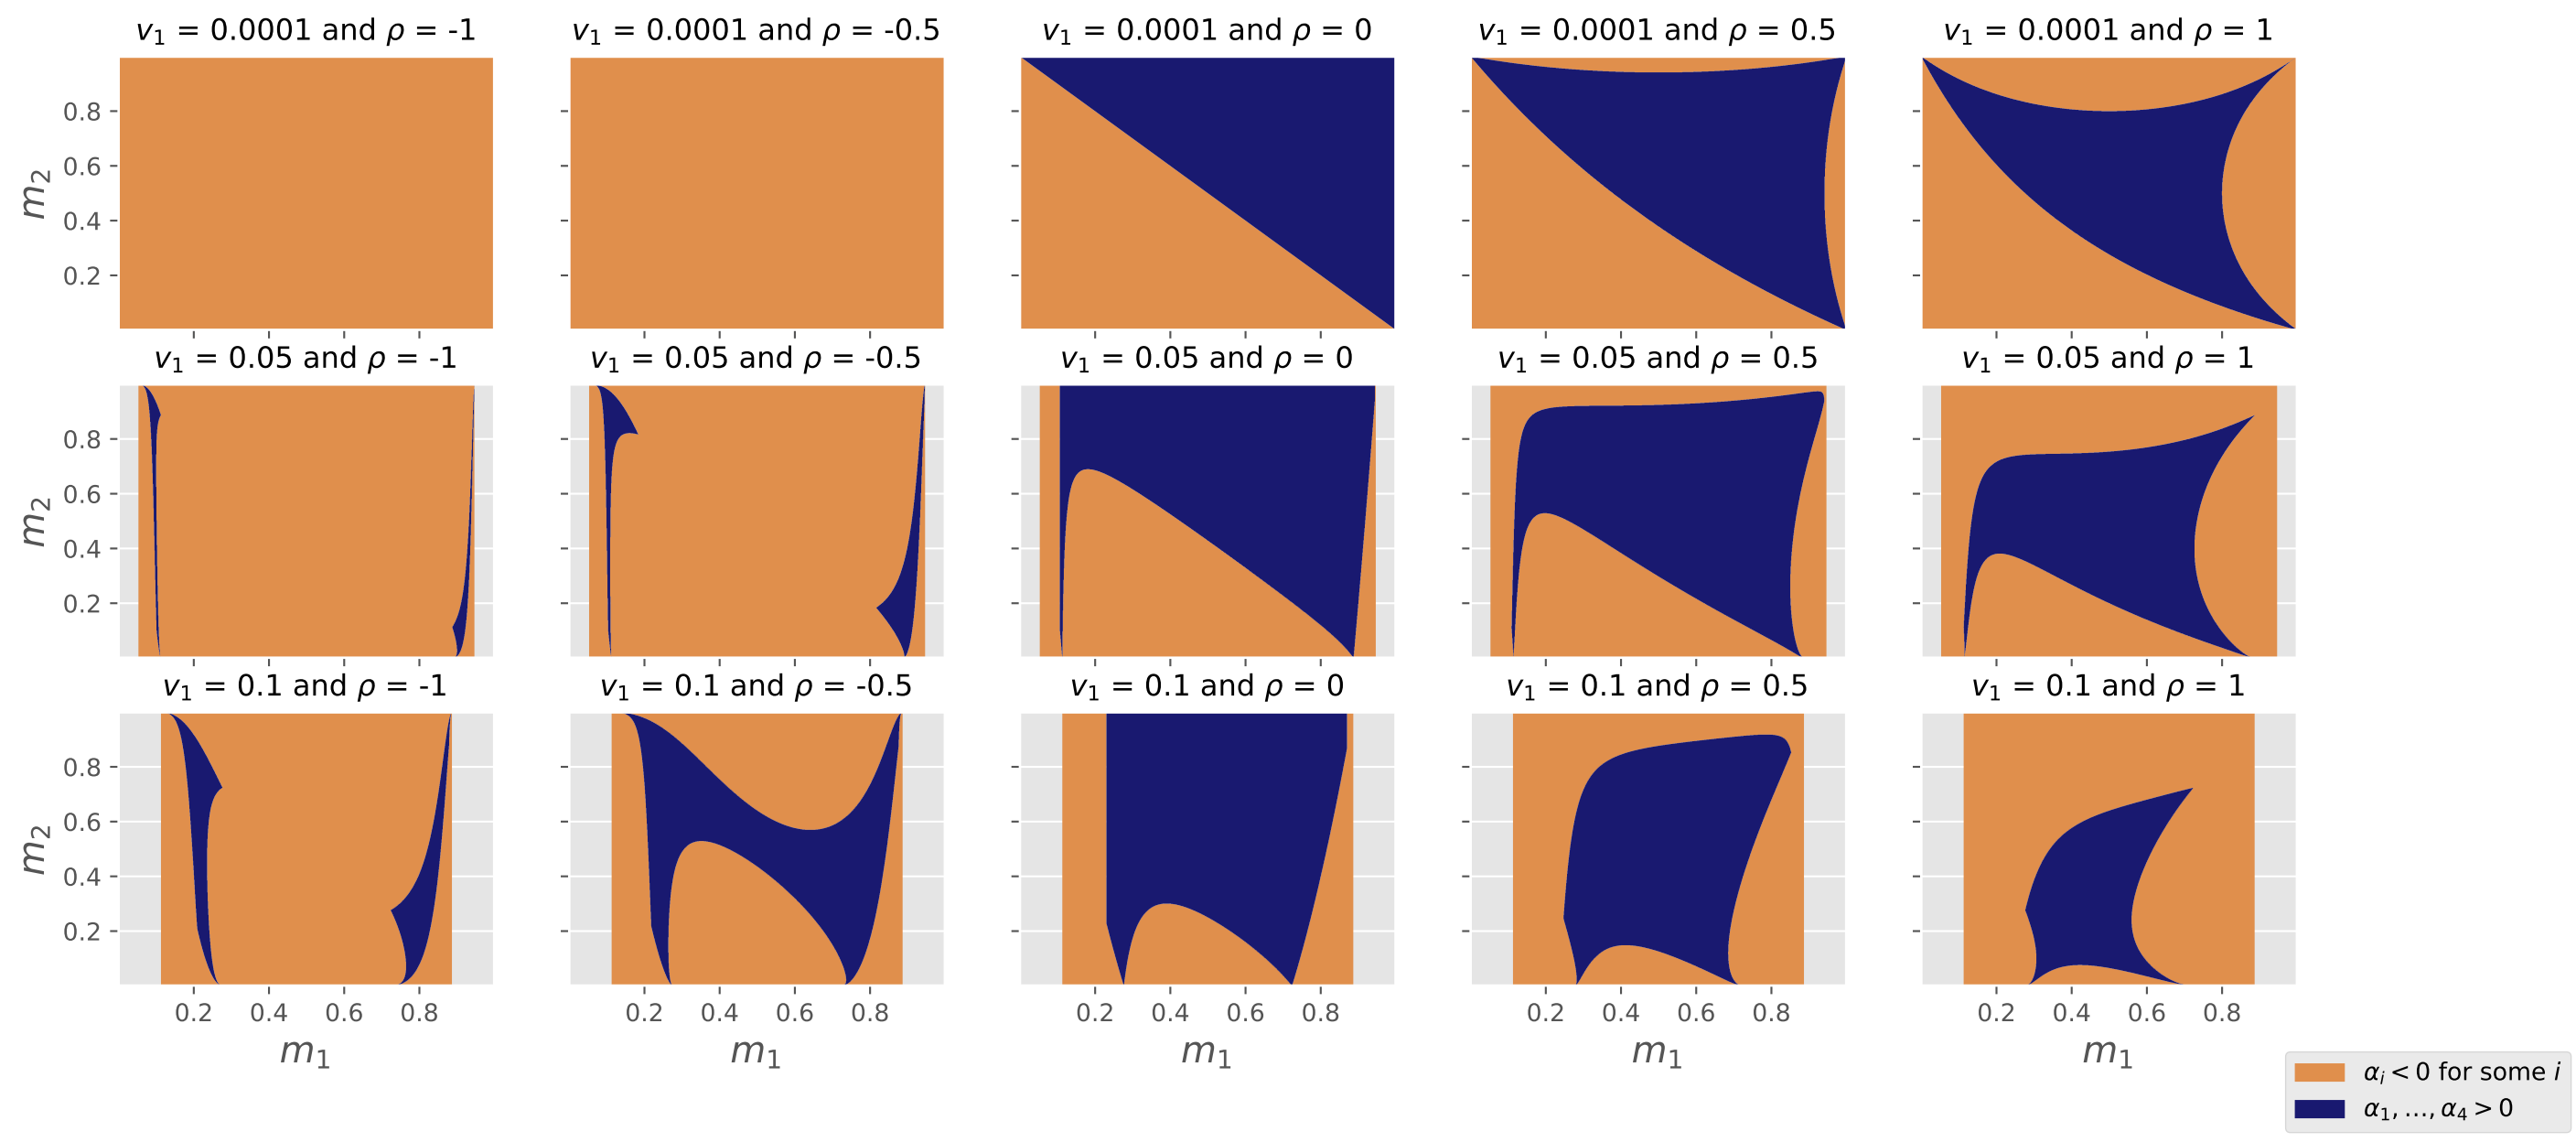 v₁ = 0.0001 and ρ = -1
v₁ = 0.0001 and ρ = -0.5
v₁ = 0.0001 and ρ = 0
v₁ = 0.0001 and ρ = 0.5
v₁ = 0.0001 and ρ = 1
m₂
0.8
0.6
0.4
0.2
v₁ = 0.05 and ρ = -1
v₁ = 0.05 and ρ = -0.5
v₁ = 0.05 and ρ = 0
v₁ = 0.05 and ρ = 0.5
v₁ = 0.05 and ρ = 1
m₂
0.8
0.6
0.4
0.2
v₁ = 0.1 and ρ = -1
v₁ = 0.1 and ρ = -0.5
v₁ = 0.1 and ρ = 0
v₁ = 0.1 and ρ = 0.5
v₁ = 0.1 and ρ = 1
m₂
0.8
0.6
0.4
0.2
0.2 0.4 0.6 0.8
0.2 0.4 0.6 0.8
0.2 0.4 0.6 0.8
0.2 0.4 0.6 0.8
0.2 0.4 0.6 0.8
m₁
m₁
m₁
m₁
m₁
αᵢ < 0 for some i
α₁, …, α₄ > 0